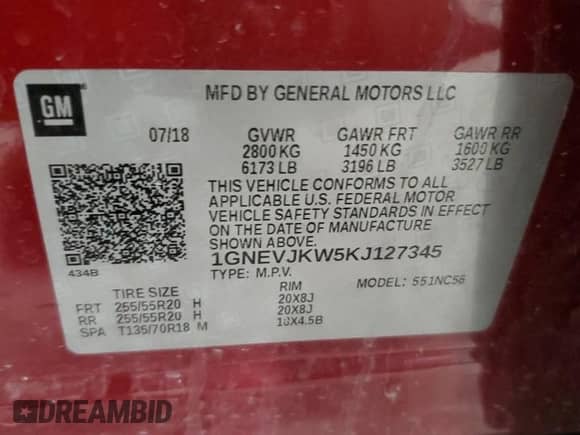 GM
MFD BY GENERAL MOTORS LLC
07/18 GVWR GAWR FRT GAWR RR
2800 KG 1450 KG 1600 KG
6173 LB 3196 LB 3527 LB
THIS VEHICLE CONFORMS TO ALL
APPLICABLE U.S. FEDERAL MOTOR
VEHICLE SAFETY STANDARDS IN EFFECT
ON THE DATE OF MANUFACTURE
SHOWN ABOVE.
1GNEVJKW5KJ127345
434B
TYPE: M.P.V. MODEL: 551NC56
TIRE SIZE RIM
FRT 255/55R20 H 20X8J
RR 255/55R20 H 20X8J
SPA T135/70R18 M 18X4.5B
DREAMBID